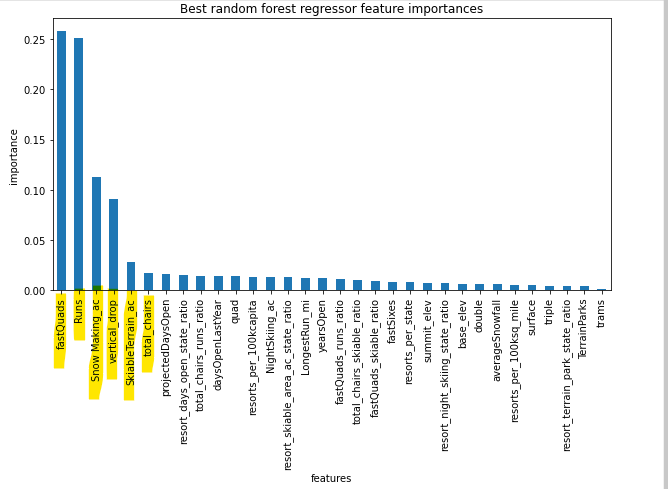 Best random forest regressor feature importances
importance
0.25
0.20
0.15
0.10
0.05
0.00
fastQuads
Runs
Snow Making_ac
vertical_drop
SkiableTerrain_ac
total_chairs
projectedDaysOpen
resort_days_open_state_ratio
total_chairs_runs_ratio
daysOpenLastYear
quad
resorts_per_100kcapita
NightSkiing_ac
resort_skiable_area_ac_state_ratio
LongestRun_mi
yearsOpen
fastQuads_runs_ratio
total_chairs_skiable_ratio
fastQuads_skiable_ratio
fastSixes
resorts_per_state
summit_elev
resort_night_skiing_state_ratio
base_elev
double
averageSnowfall
resorts_per_100ksq_mile
surface
triple
resort_terrain_park_state_ratio
TerrainParks
trams
features